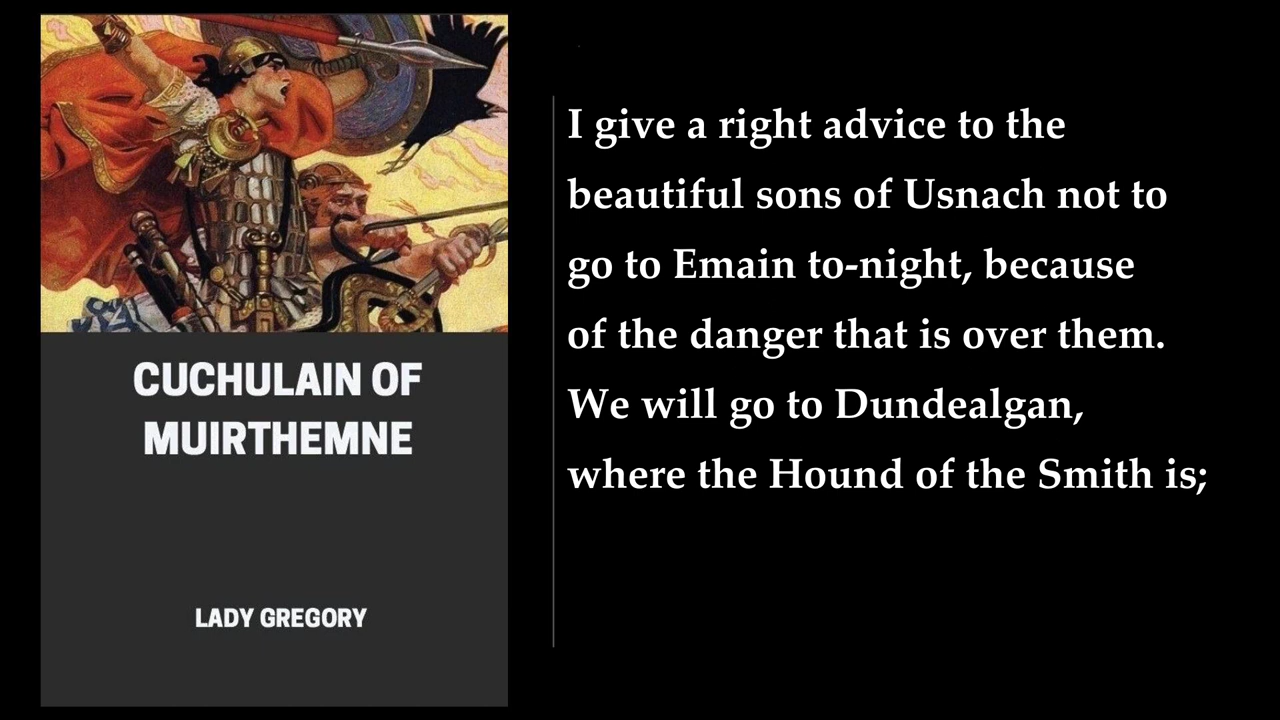 CUCHULAIN OF
MUIRTHEMNE
LADY GREGORY
I give a right advice to the
beautiful sons of Usnach not to
go to Emain to-night, because
of the danger that is over them.
We will go to Dundealgan,
where the Hound of the Smith is;